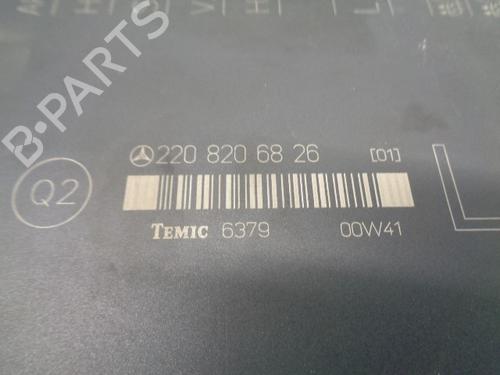 B-PARTS
220 820 68 26 [01]
Q2
TEMIC 6379 00W41
L